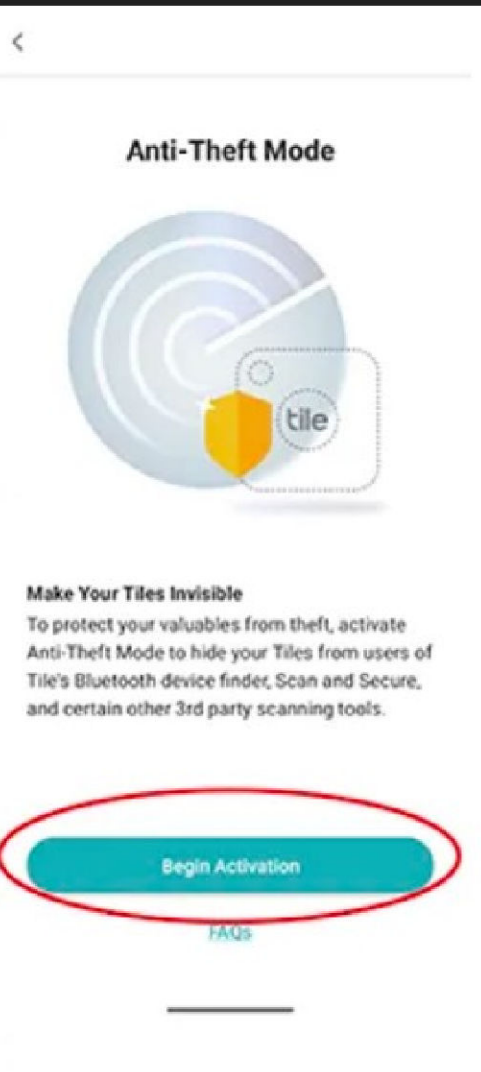 Anti-Theft Mode
tile
Make Your Tiles Invisible
To protect your valuables from theft, activate
Anti-Theft Mode to hide your Tiles from users of
Tile's Bluetooth device finder, Scan and Secure,
and certain other 3rd party scanning tools.
Begin Activation
FAQs